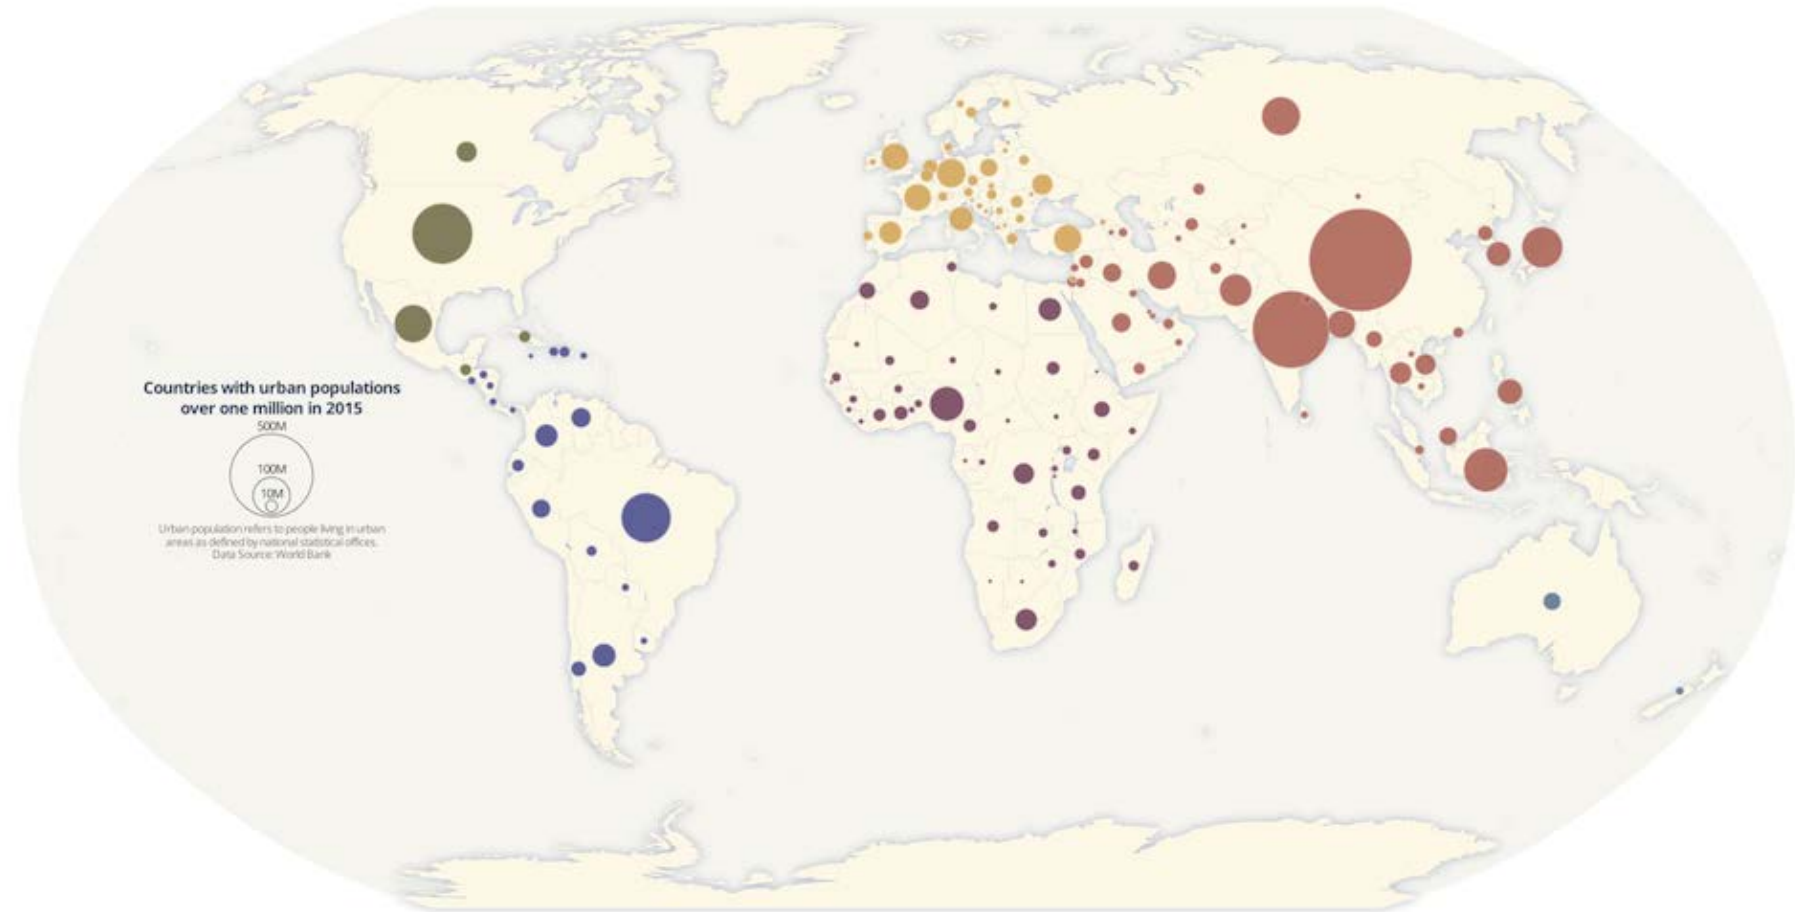 Countries with urban populations
over one million in 2015
500M
100M
10M
Urban population refers to people living in urban
areas as defined by national statistical offices.
Data Source: World Bank